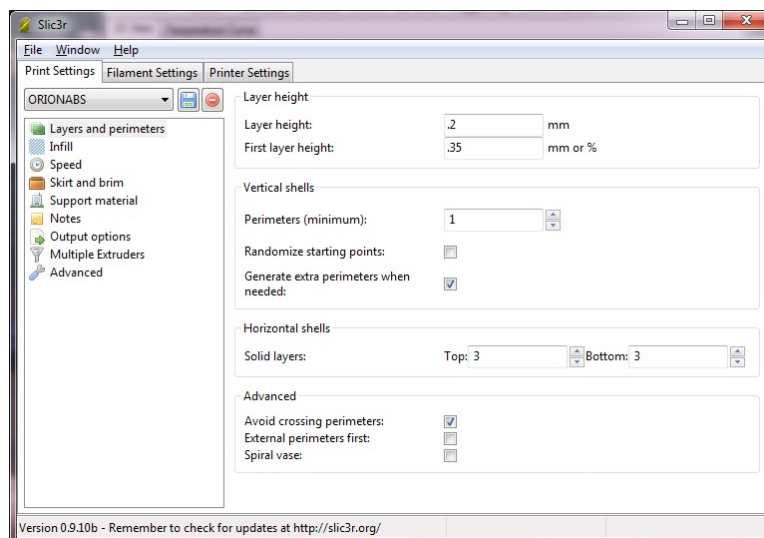 Slic3r
File Window Help
Print Settings Filament Settings Printer Settings
ORIONABS
Layers and perimeters
Infill
Speed
Skirt and brim
Support material
Notes
Output options
Multiple Extruders
Advanced
Layer height
Layer height: .2 mm
First layer height: .35 mm or %
Vertical shells
Perimeters (minimum): 1
Randomize starting points:
Generate extra perimeters when
needed:
Horizontal shells
Solid layers: Top: 3 Bottom: 3
Advanced
Avoid crossing perimeters:
External perimeters first:
Spiral vase:
Version 0.9.10b - Remember to check for updates at http://slic3r.org/